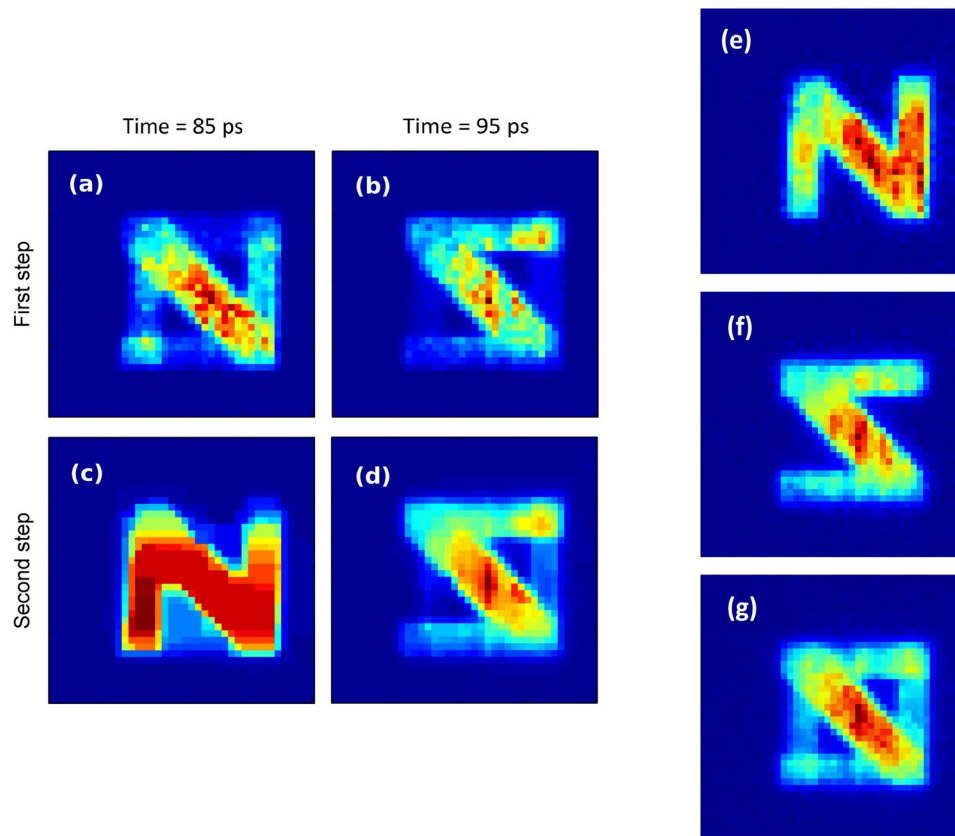 Time = 85 ps
Time = 95 ps
First step
(a)
(b)
Second step
(c)
(d)
(e)
(f)
(g)